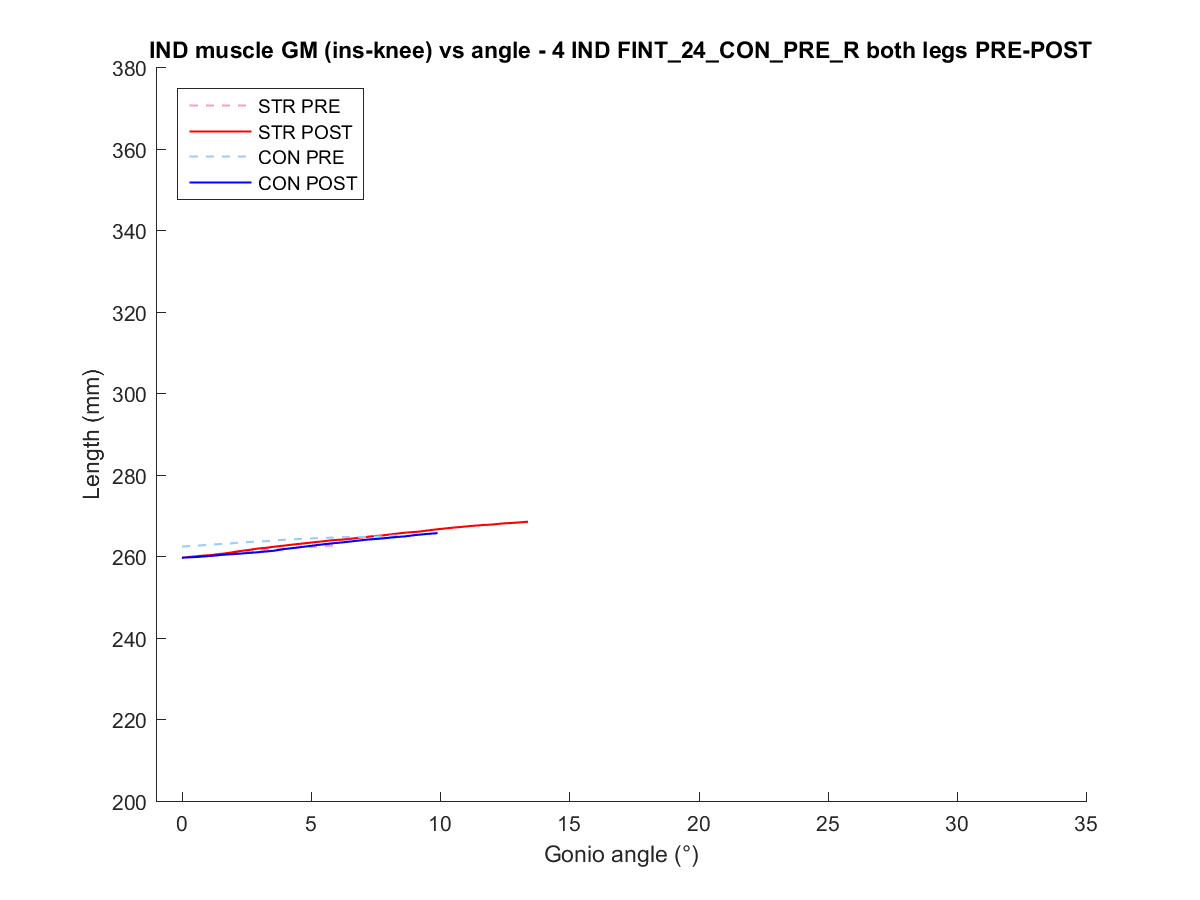 IND muscle GM (ins-knee) vs angle - 4 IND FINT_24_CON_PRE_R both legs PRE-POST
STR PRE
STR POST
CON PRE
CON POST
380
360
340
320
300
280
260
240
220
200
Length (mm)
0 5 10 15 20 25 30 35
Gonio angle (°)